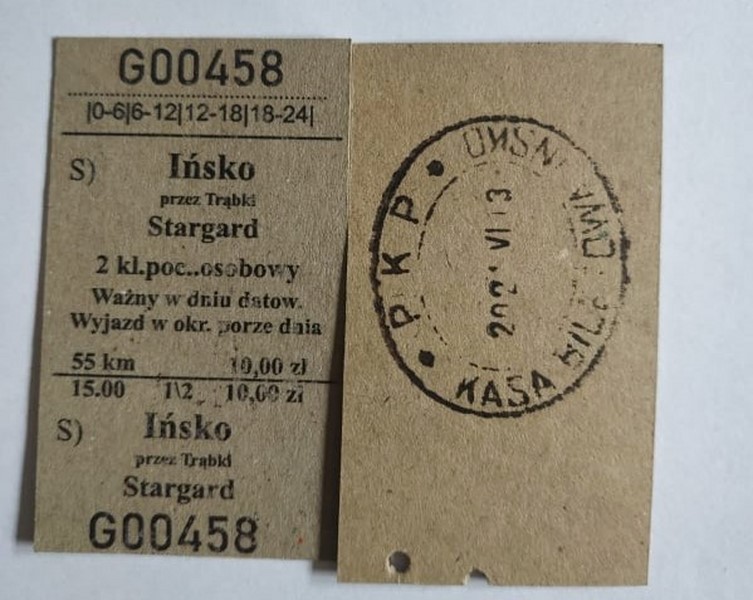 G00458
|0-6|6-12|12-18|18-24|
S) Ińsko
przez Trąbki
Stargard
2 kl.poc..osobowy
Ważny w dniu datow.
Wyjazd w okr. porze dnia
55 km 10,00 zł
15.00 1\2 10,00 zł
S) Ińsko
przez Trąbki
Stargard
G00458
PKP
KASA
VI 13